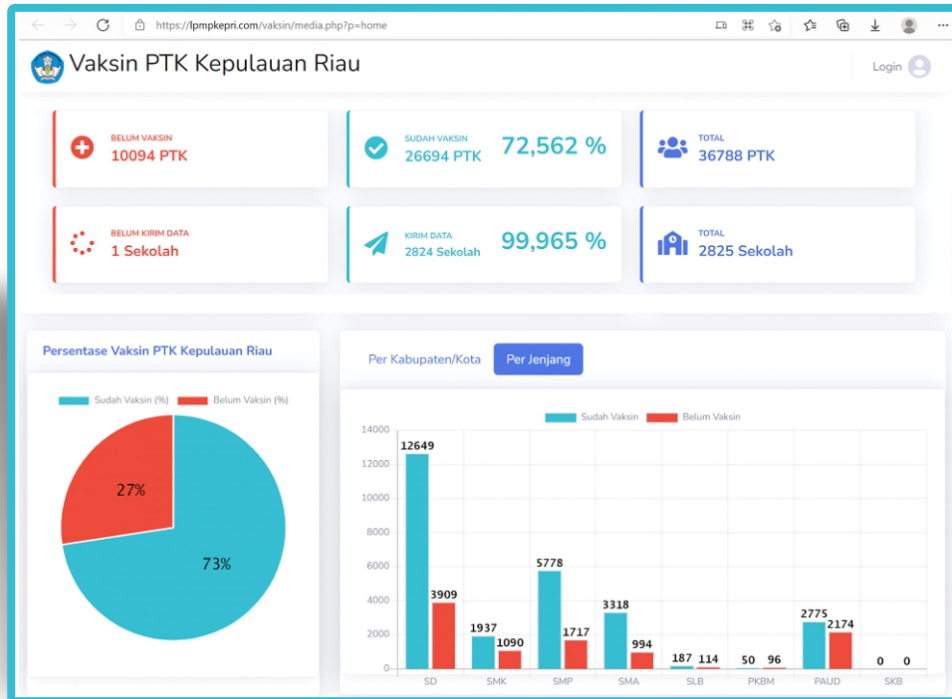 https://lpmpkepri.com/vaksin/media.php?p=home
Vaksin PTK Kepulauan Riau
Login
BELUM VAKSIN
10094 PTK
SUDAH VAKSIN
26694 PTK
72,562 %
TOTAL
36788 PTK
BELUM KIRIM DATA
1 Sekolah
KIRIM DATA
2824 Sekolah
99,965 %
TOTAL
2825 Sekolah
Persentase Vaksin PTK Kepulauan Riau
Sudah Vaksin (%) Belum Vaksin (%)
27%
73%
Per Kabupaten/Kota Per Jenjang
Sudah Vaksin Belum Vaksin
14000
12000
10000
8000
6000
4000
2000
0
12649
3909
1937
1090
5778
1717
3318
994
187
114
50
96
2775
2174
0
0
SD SMK SMP SMA SLB PKBM PAUD SKB